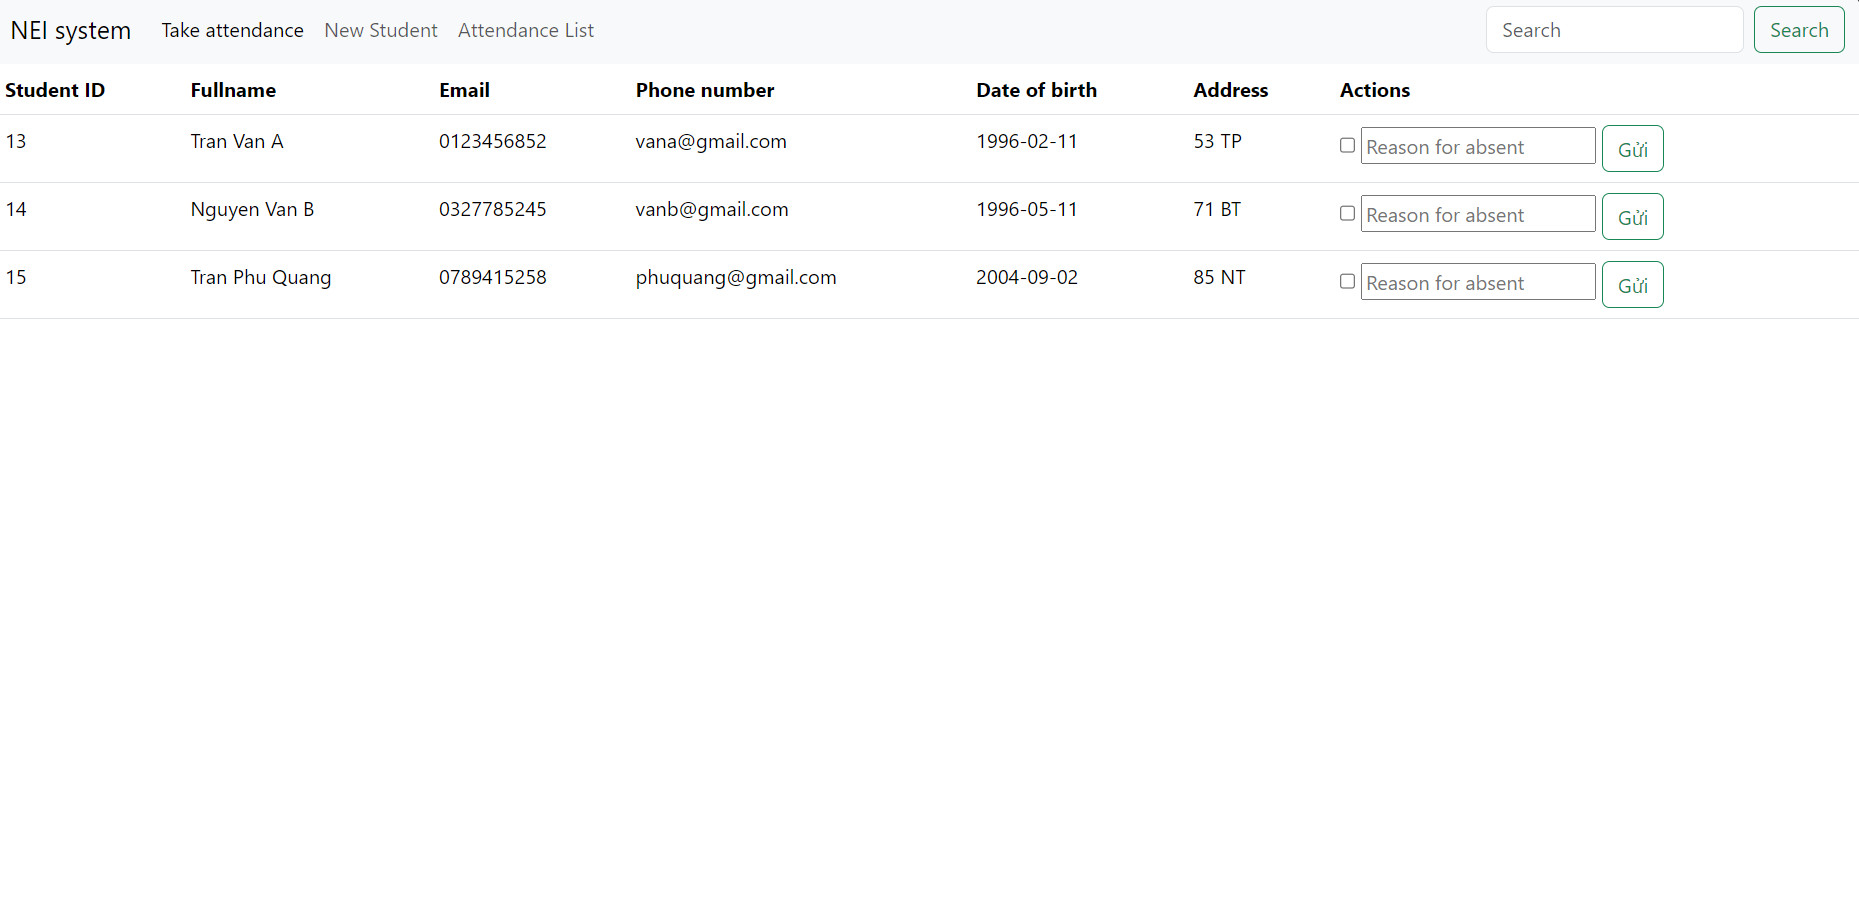 NEI system Take attendance New Student Attendance List Search Search
Student ID Fullname Email Phone number Date of birth Address Actions
13 Tran Van A 0123456852 vana@gmail.com 1996-02-11 53 TP Reason for absent Gửi
14 Nguyen Van B 0327785245 vanb@gmail.com 1996-05-11 71 BT Reason for absent Gửi
15 Tran Phu Quang 0789415258 phuquang@gmail.com 2004-09-02 85 NT Reason for absent Gửi